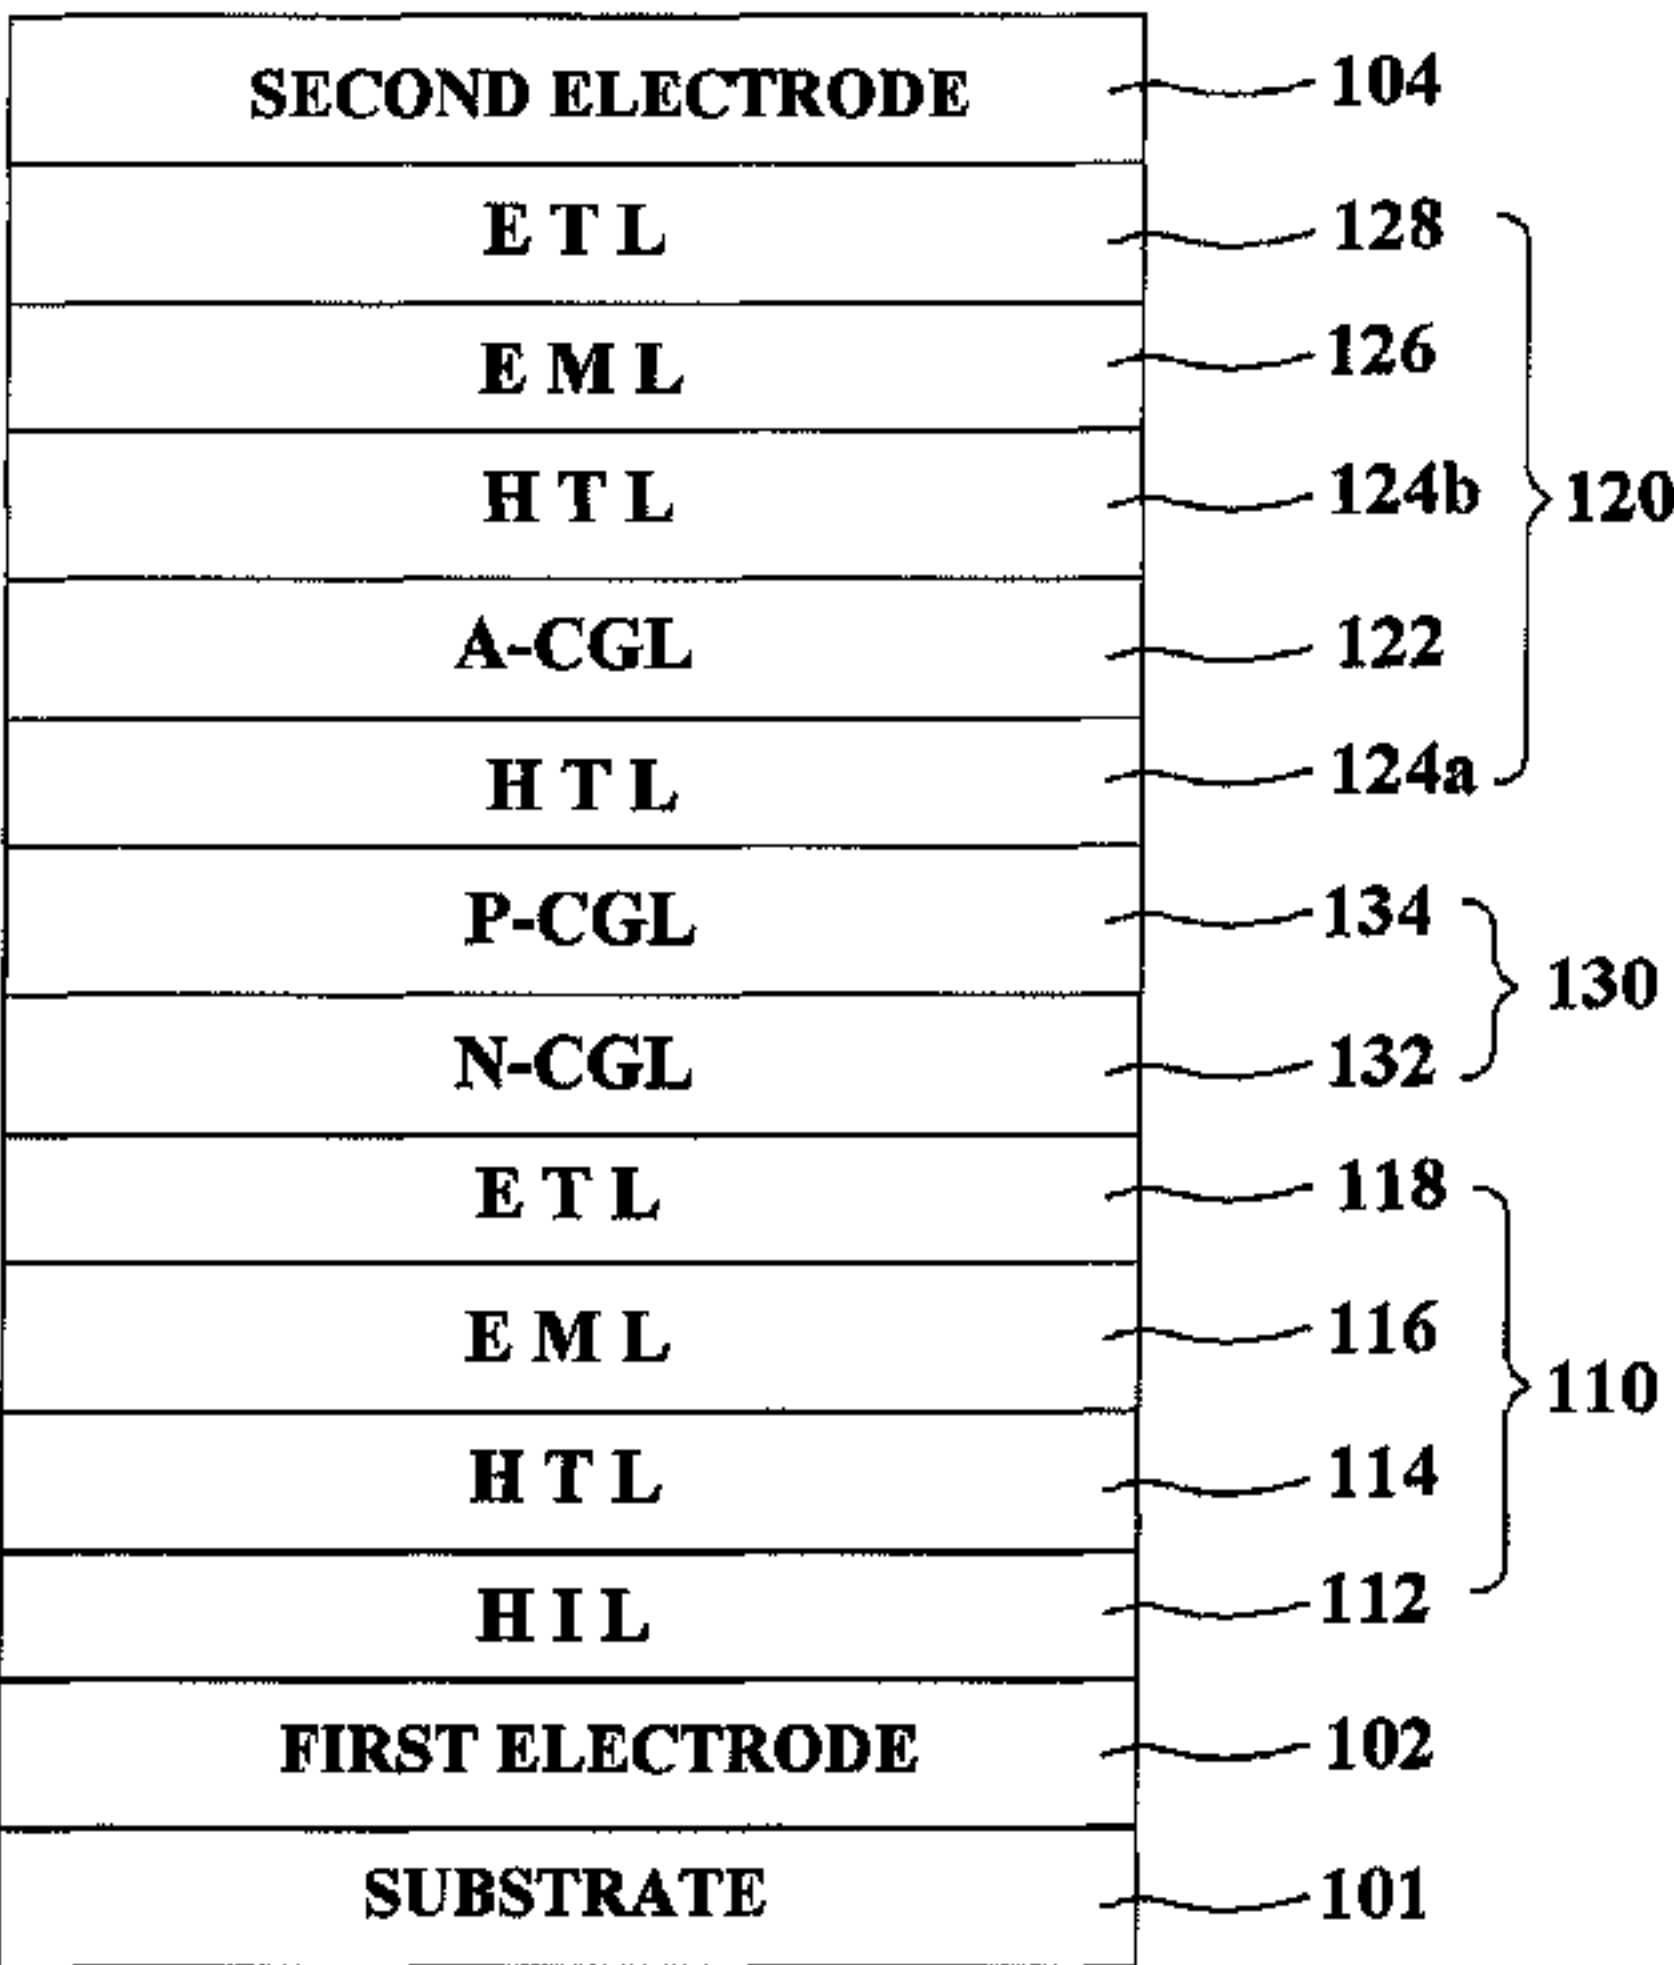 SECOND ELECTRODE 104
E T L 128
E M L 126
H T L 124b
120
A-CGL 122
H T L 124a
P-CGL 134
130
N-CGL 132
E T L 118
E M L 116
110
H T L 114
H I L 112
FIRST ELECTRODE 102
SUBSTRATE 101